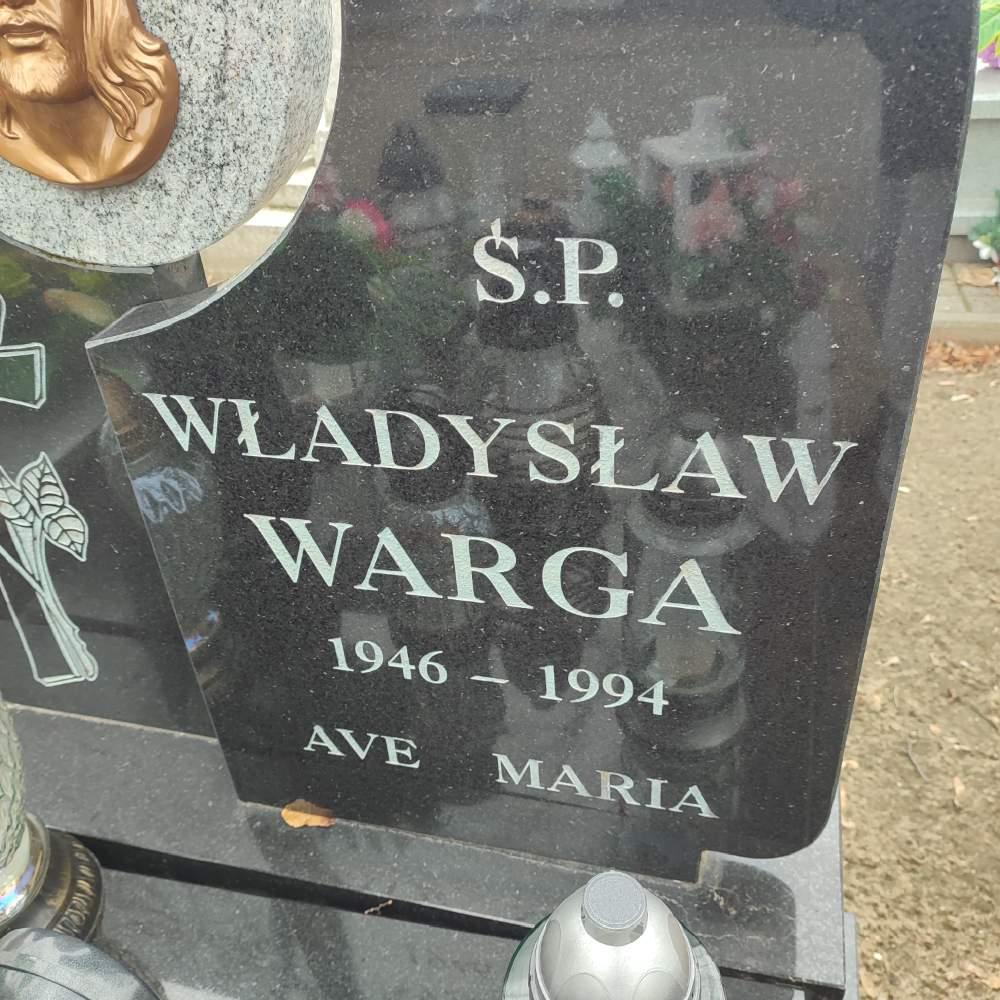 Ś.P.
WŁADYSŁAW
WARGA
1946 – 1994
AVE MARIA